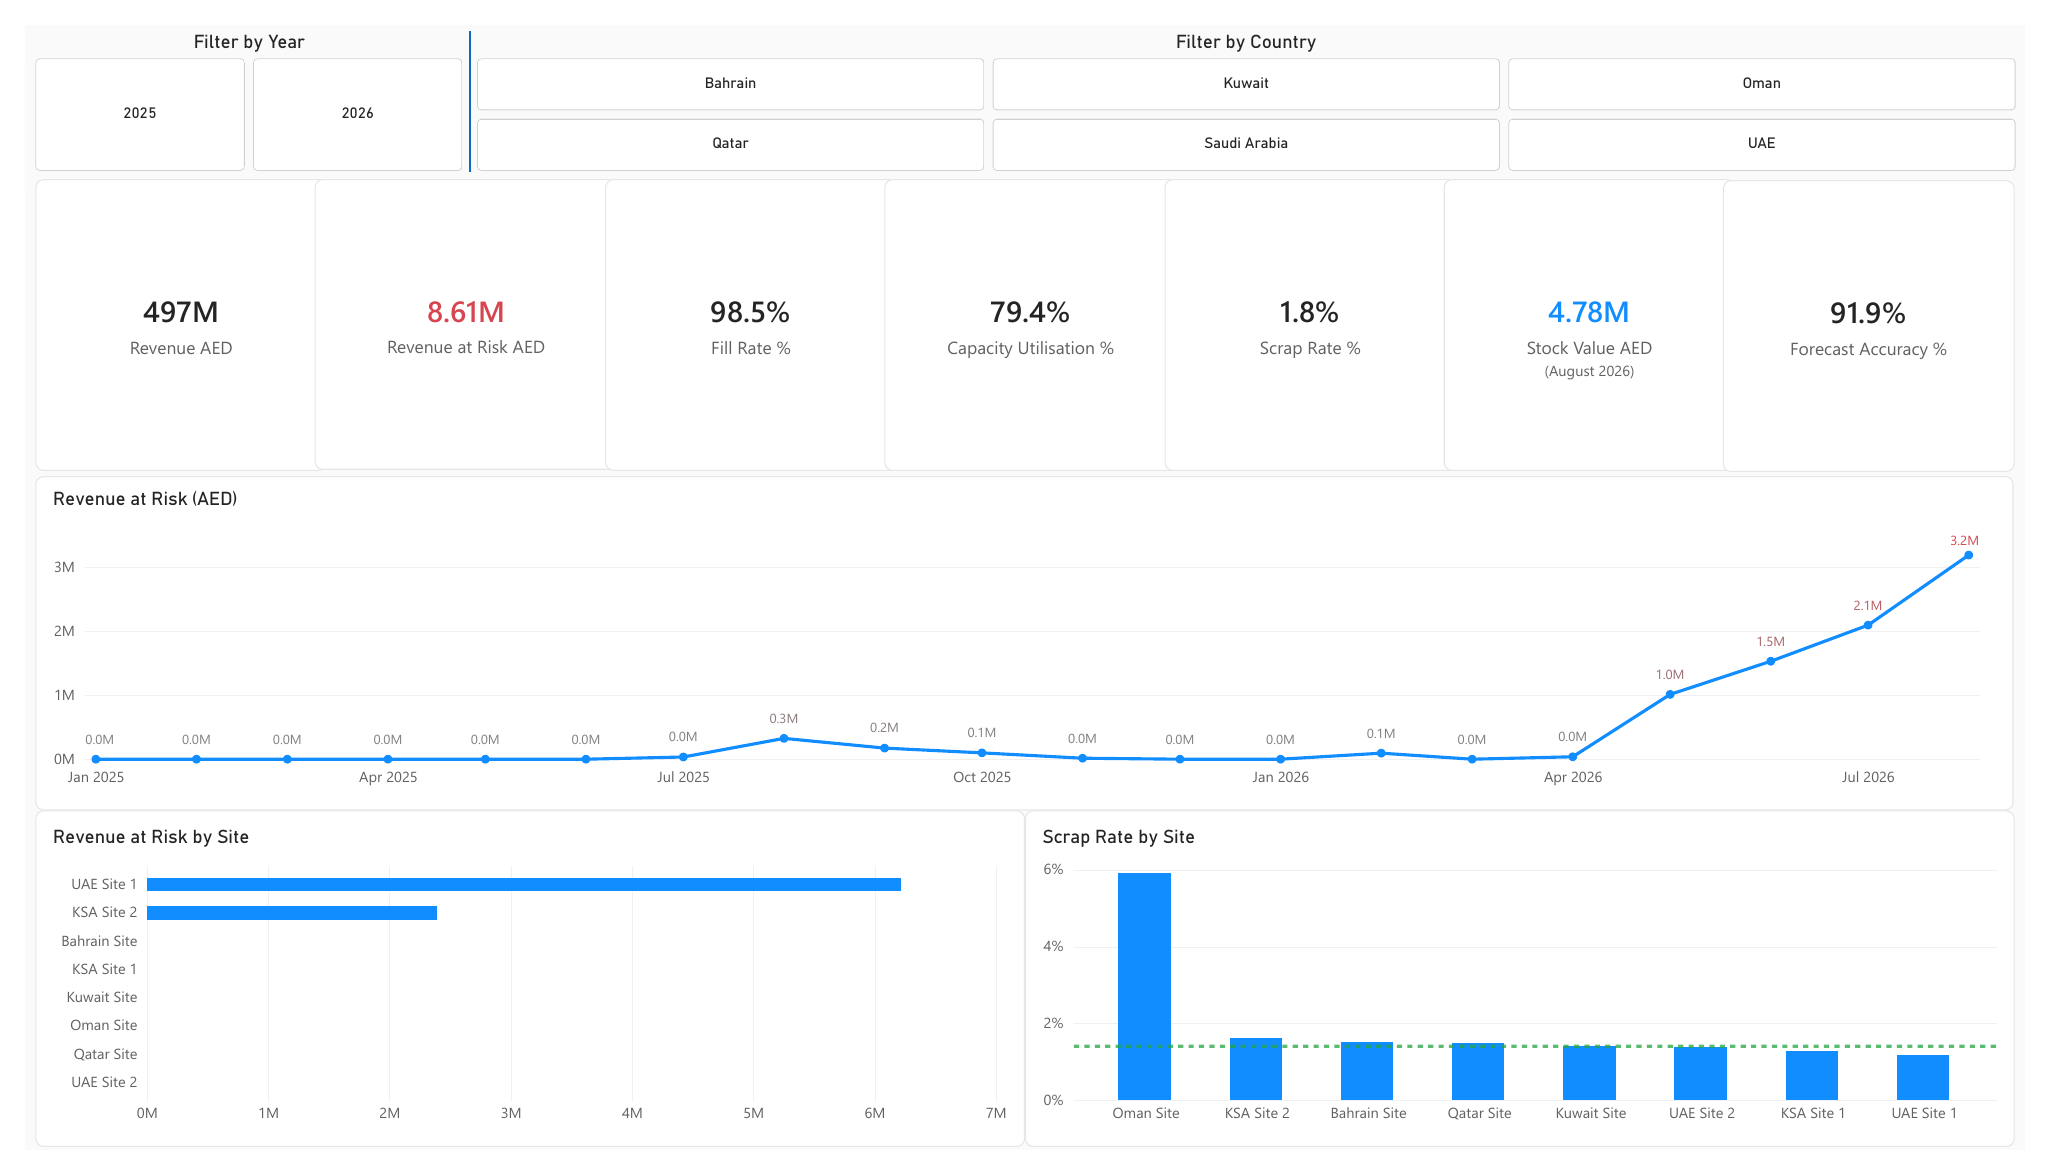 Filter by Year
Filter by Country
2025
2026
Bahrain
Kuwait
Oman
Qatar
Saudi Arabia
UAE
497M
Revenue AED
8.61M
Revenue at Risk AED
98.5%
Fill Rate %
79.4%
Capacity Utilisation %
1.8%
Scrap Rate %
4.78M
Stock Value AED
(August 2026)
91.9%
Forecast Accuracy %
Revenue at Risk (AED)
3M
2M
1M
0M
0.0M
0.0M
0.0M
0.0M
0.0M
0.0M
0.0M
0.3M
0.2M
0.1M
0.0M
0.0M
0.0M
0.1M
0.0M
0.0M
1.0M
1.5M
2.1M
3.2M
Jan 2025
Apr 2025
Jul 2025
Oct 2025
Jan 2026
Apr 2026
Jul 2026
Revenue at Risk by Site
UAE Site 1
KSA Site 2
Bahrain Site
KSA Site 1
Kuwait Site
Oman Site
Qatar Site
UAE Site 2
0M
1M
2M
3M
4M
5M
6M
7M
Scrap Rate by Site
6%
4%
2%
0%
Oman Site
KSA Site 2
Bahrain Site
Qatar Site
Kuwait Site
UAE Site 2
KSA Site 1
UAE Site 1